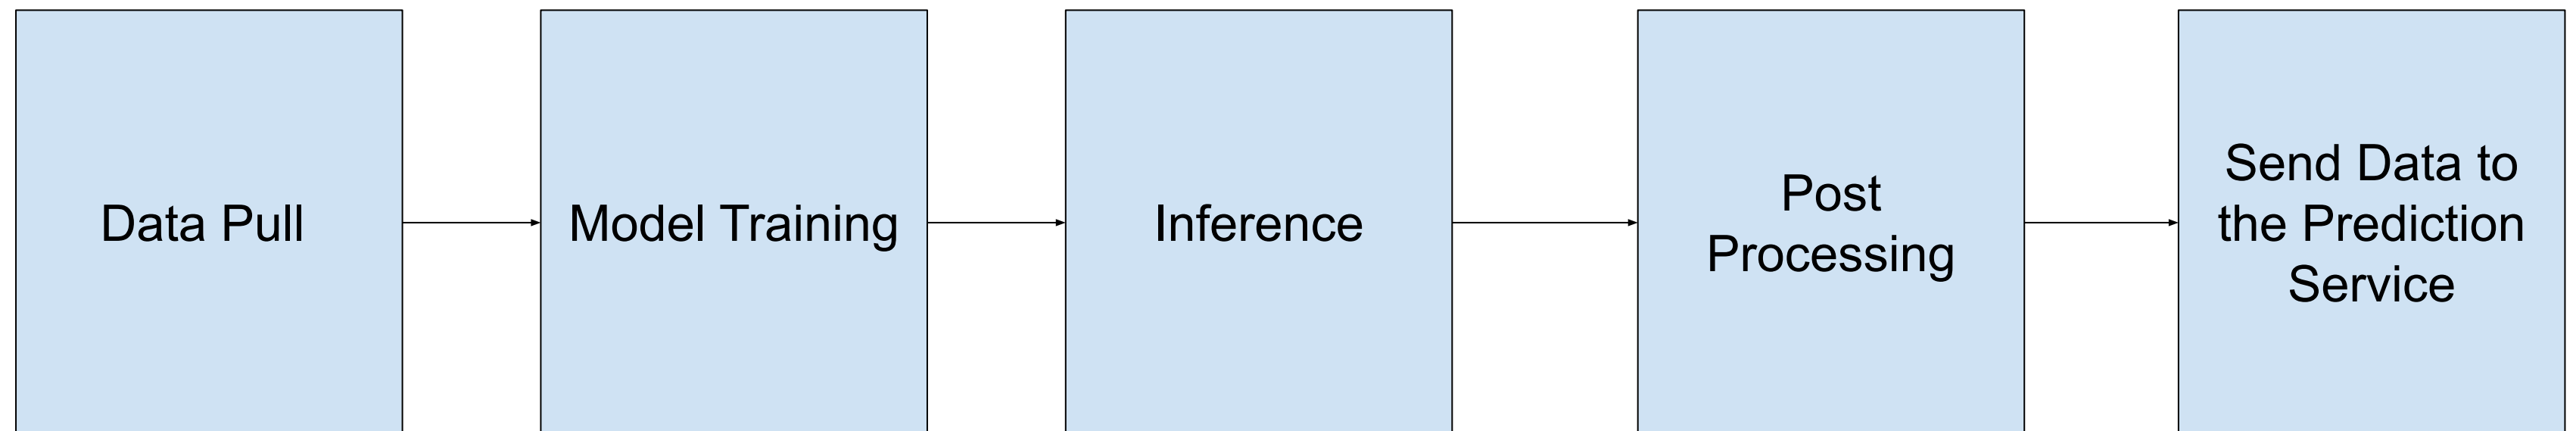 Data Pull
Model Training
Inference
Post
Processing
Send Data to
the Prediction
Service